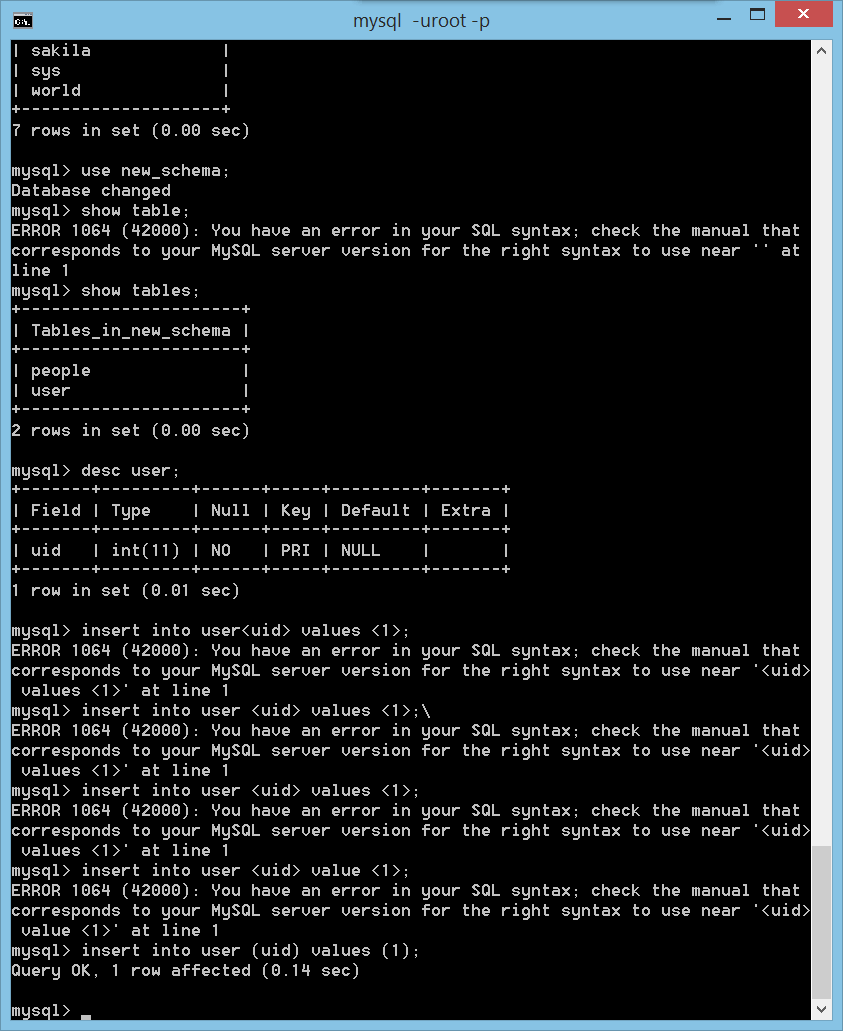 mysql -uroot -p
| sakila             |
| sys                |
| world              |
+--------------------+
7 rows in set (0.00 sec)
mysql> use new_schema;
Database changed
mysql> show table;
ERROR 1064 (42000): You have an error in your SQL syntax; check the manual that
corresponds to your MySQL server version for the right syntax to use near '' at
line 1
mysql> show tables;
+----------------------+
| Tables_in_new_schema |
+----------------------+
| people               |
| user                 |
+----------------------+
2 rows in set (0.00 sec)
mysql> desc user;
+-------+---------+------+-----+---------+-------+
| Field | Type    | Null | Key | Default | Extra |
+-------+---------+------+-----+---------+-------+
| uid   | int(11) | NO   | PRI | NULL    |       |
+-------+---------+------+-----+---------+-------+
1 row in set (0.01 sec)
mysql> insert into user<uid> values <1>;
ERROR 1064 (42000): You have an error in your SQL syntax; check the manual that
corresponds to your MySQL server version for the right syntax to use near '<uid>
 values <1>' at line 1
mysql> insert into user <uid> values <1>;\
ERROR 1064 (42000): You have an error in your SQL syntax; check the manual that
corresponds to your MySQL server version for the right syntax to use near '<uid>
 values <1>' at line 1
mysql> insert into user <uid> values <1>;
ERROR 1064 (42000): You have an error in your SQL syntax; check the manual that
corresponds to your MySQL server version for the right syntax to use near '<uid>
 values <1>' at line 1
mysql> insert into user <uid> value <1>;
ERROR 1064 (42000): You have an error in your SQL syntax; check the manual that
corresponds to your MySQL server version for the right syntax to use near '<uid>
 value <1>' at line 1
mysql> insert into user (uid) values (1);
Query OK, 1 row affected (0.14 sec)
mysql> _